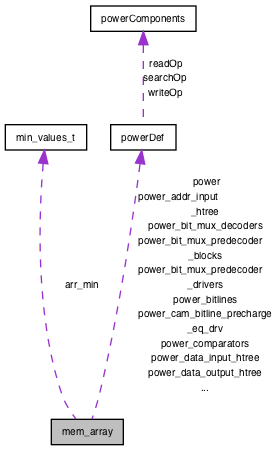 powerComponents
readOp
searchOp
writeOp
min_values_t
powerDef
power
power_addr_input
_htree
power_bit_mux_decoders
power_bit_mux_predecoder
_blocks
power_bit_mux_predecoder
_drivers
power_bitlines
power_cam_bitline_precharge
_eq_drv
power_comparators
power_data_input_htree
power_data_output_htree
...
arr_min
mem_array